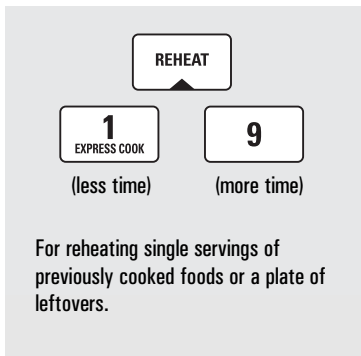 REHEAT
1 9
EXPRESS COOK
(less time) (more time)
For reheating single servings of
previously cooked foods or a plate of
leftovers.